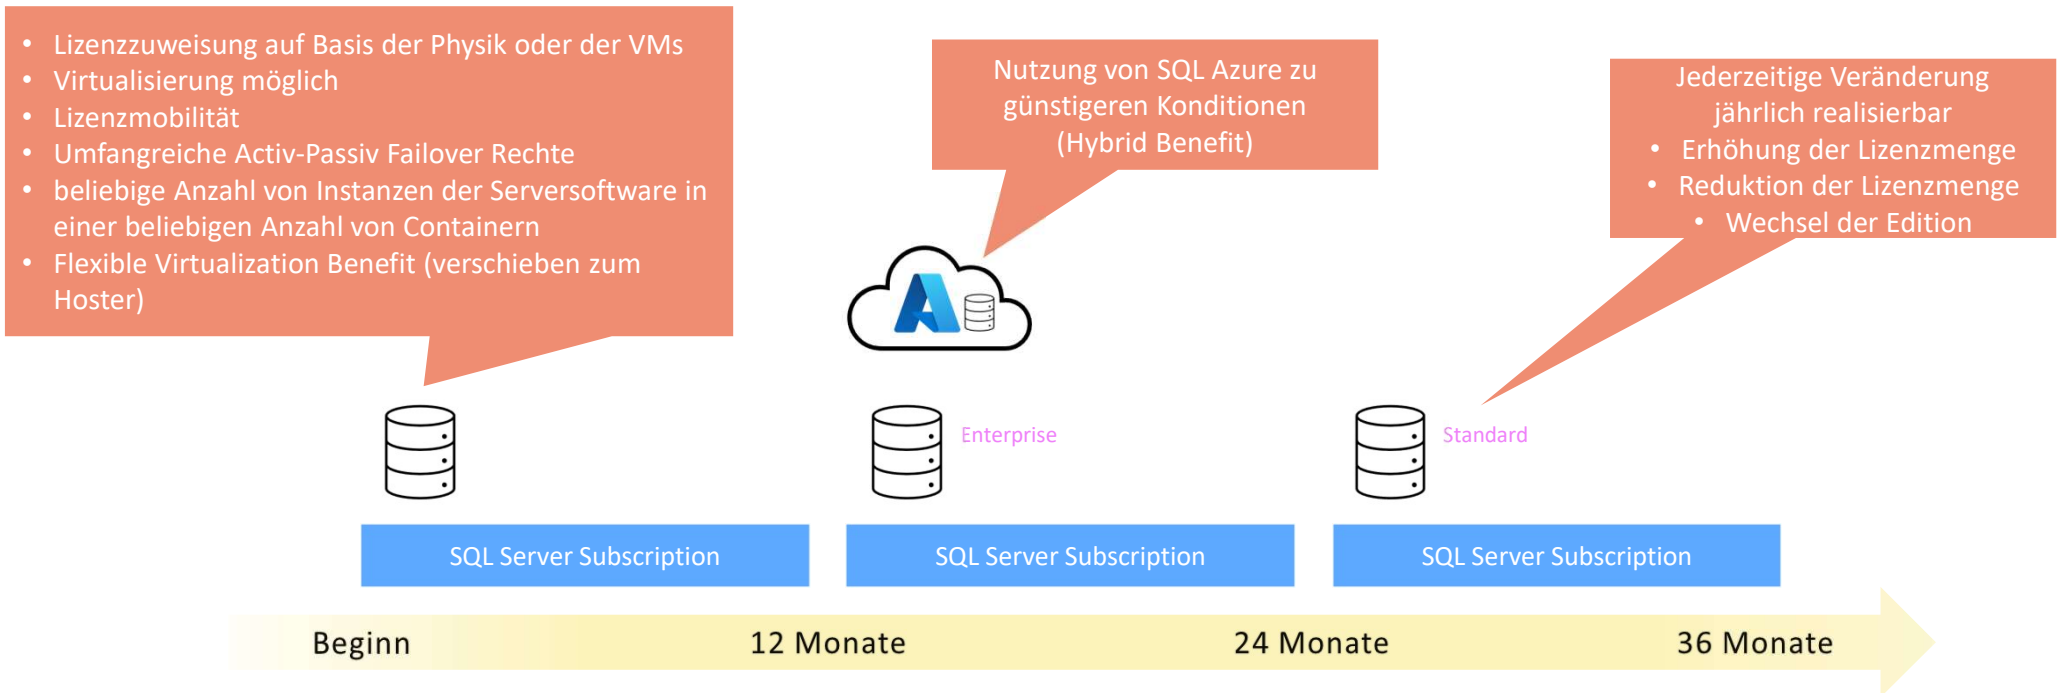 • Lizenzzuweisung auf Basis der Physik oder der VMs
• Virtualisierung möglich
• Lizenzmobilität
• Umfangreiche Activ-Passiv Failover Rechte
• beliebige Anzahl von Instanzen der Serversoftware in
einer beliebigen Anzahl von Containern
• Flexible Virtualization Benefit (verschieben zum
Hoster)
Nutzung von SQL Azure zu
günstigeren Konditionen
(Hybrid Benefit)
Jederzeitige Veränderung
jährlich realisierbar
• Erhöhung der Lizenzmenge
• Reduktion der Lizenzmenge
• Wechsel der Edition
Enterprise
Standard
SQL Server Subscription
SQL Server Subscription
SQL Server Subscription
Beginn
12 Monate
24 Monate
36 Monate